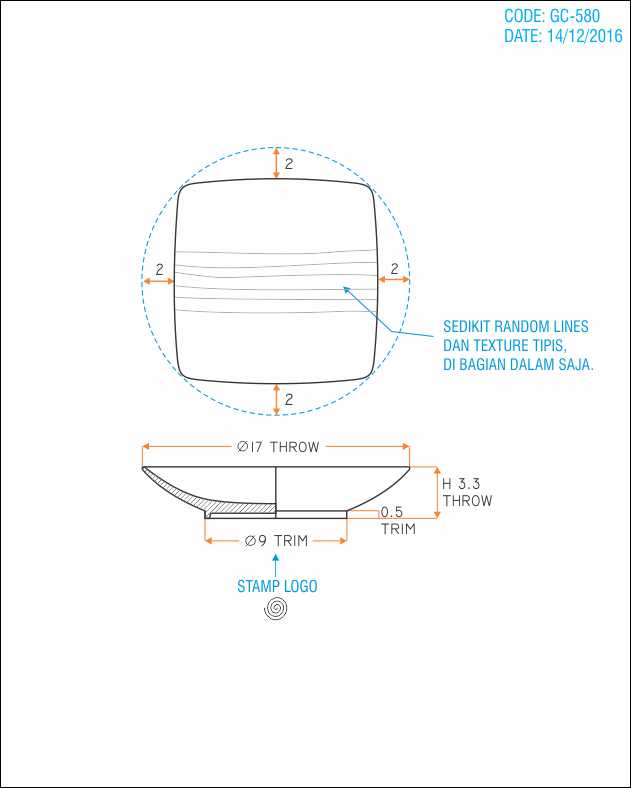 CODE: GC-580
DATE: 14/12/2016
2
2
2
SEDIKIT RANDOM LINES
DAN TEXTURE TIPIS,
DI BAGIAN DALAM SAJA.
2
Ø17 THROW
H 3.3
THROW
0.5
TRIM
Ø9 TRIM
STAMP LOGO